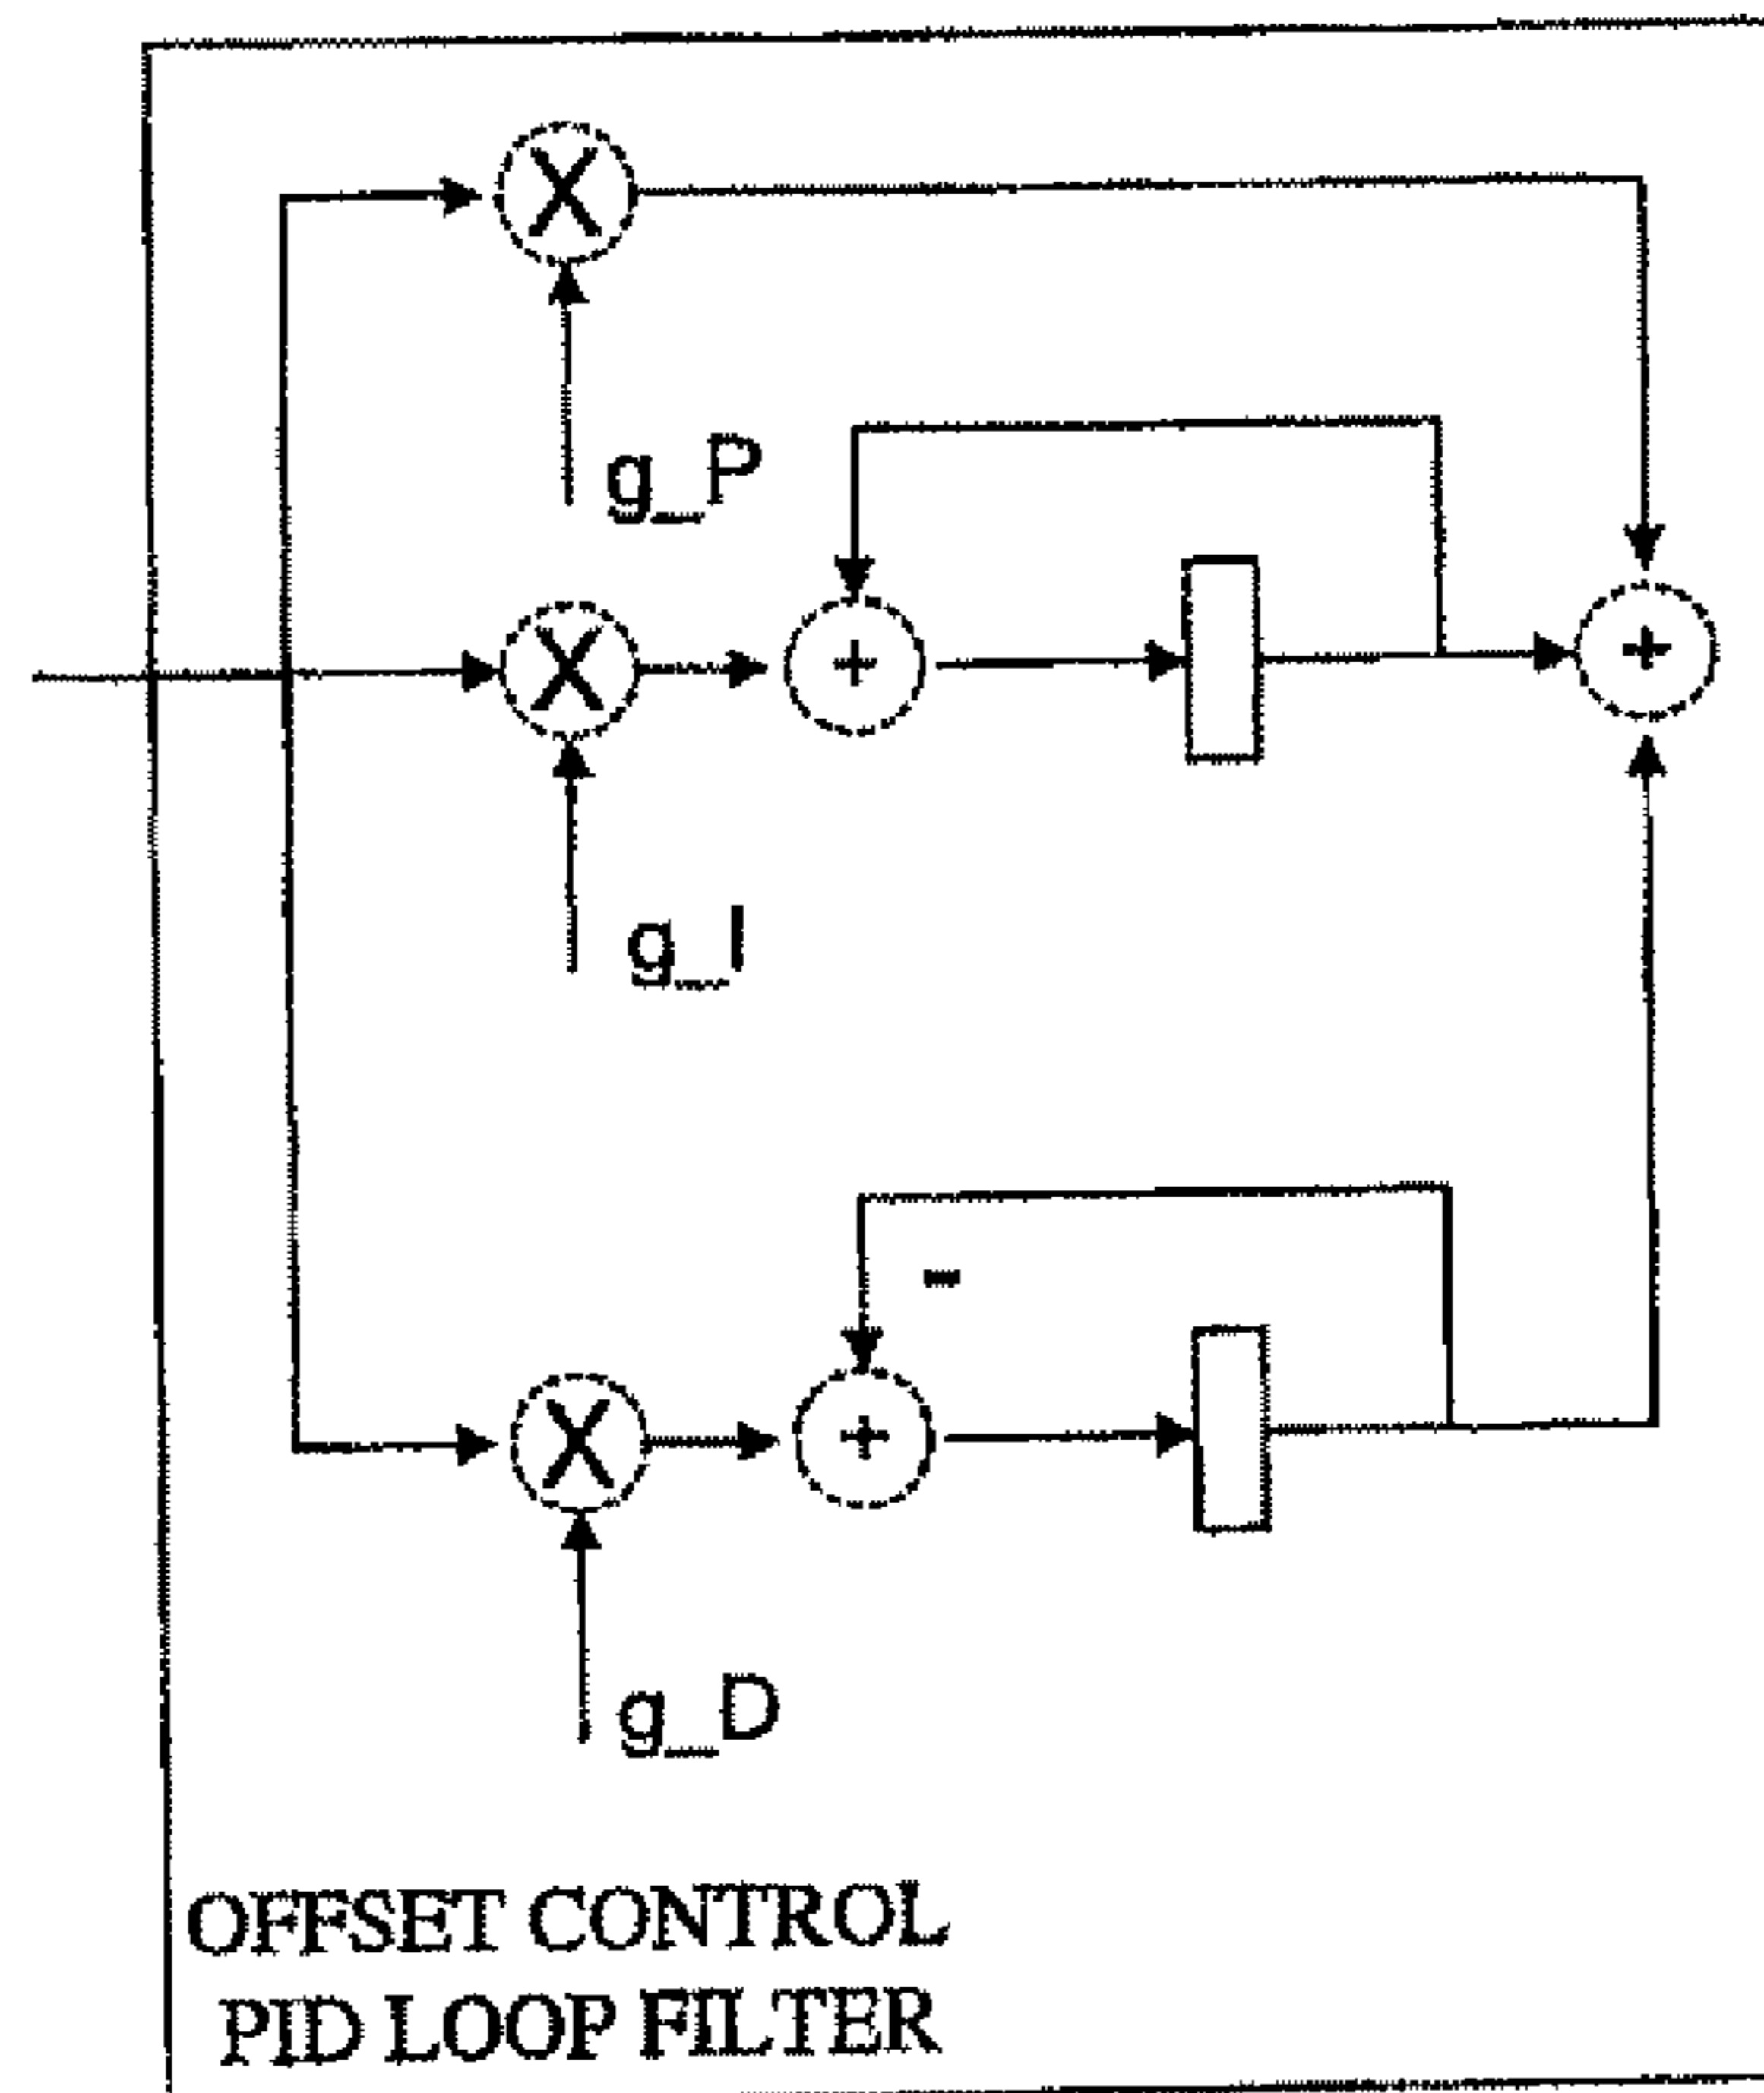 X
g_P
X
+
+
g_I
-
X
+
g_D
OFFSET CONTROL
PID LOOP FILTER